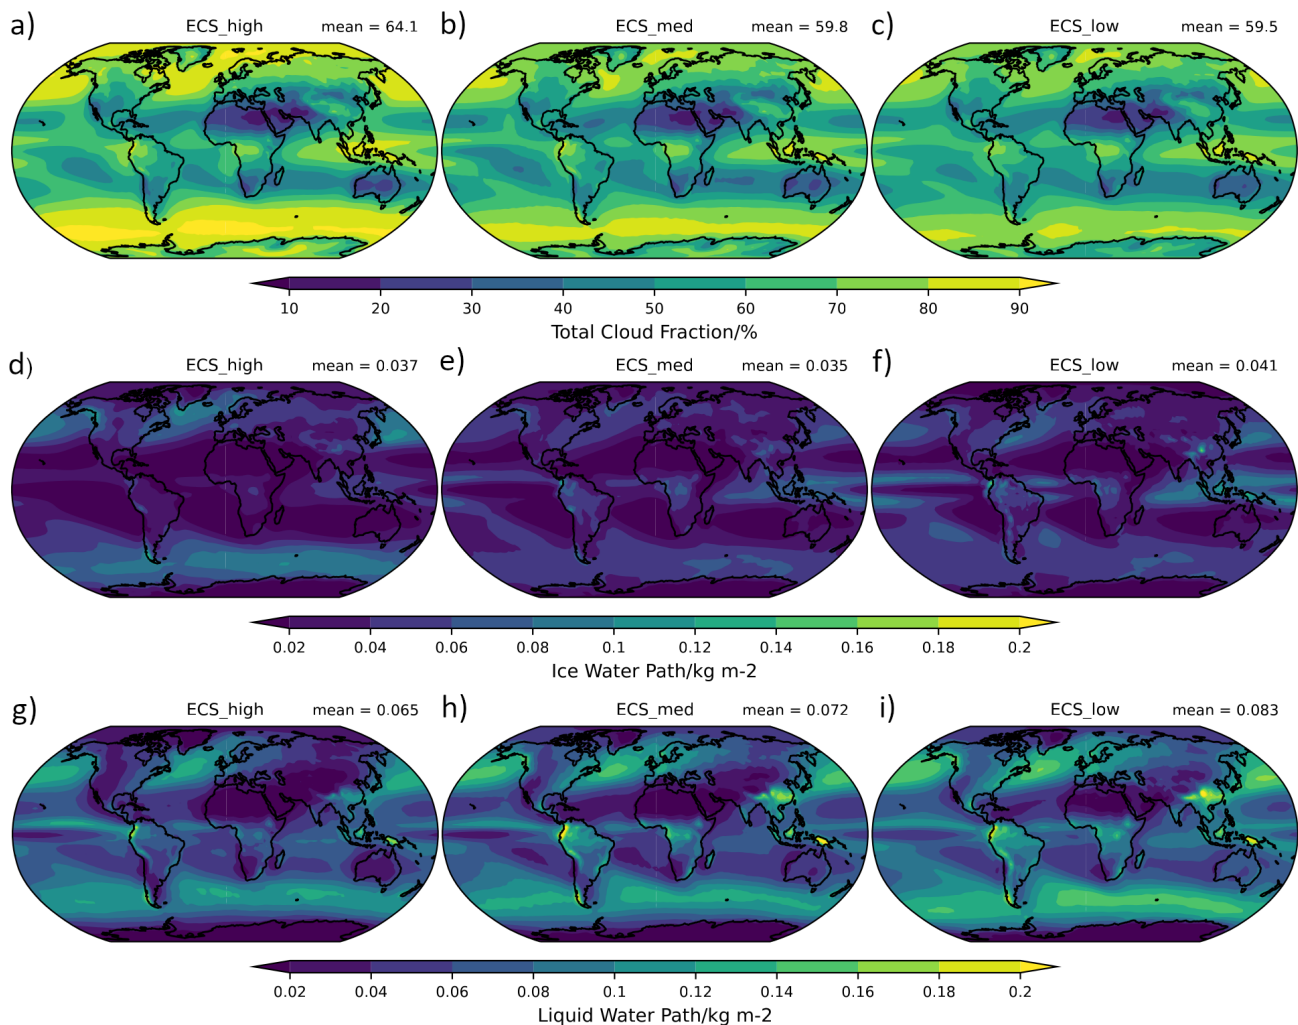 a) ECS_high mean = 64.1 b) ECS_med mean = 59.8 c) ECS_low mean = 59.5
10 20 30 40 50 60 70 80 90
Total Cloud Fraction/%
d) ECS_high mean = 0.037 e) ECS_med mean = 0.035 f) ECS_low mean = 0.041
0.02 0.04 0.06 0.08 0.1 0.12 0.14 0.16 0.18 0.2
Ice Water Path/kg m-2
g) ECS_high mean = 0.065 h) ECS_med mean = 0.072 i) ECS_low mean = 0.083
0.02 0.04 0.06 0.08 0.1 0.12 0.14 0.16 0.18 0.2
Liquid Water Path/kg m-2